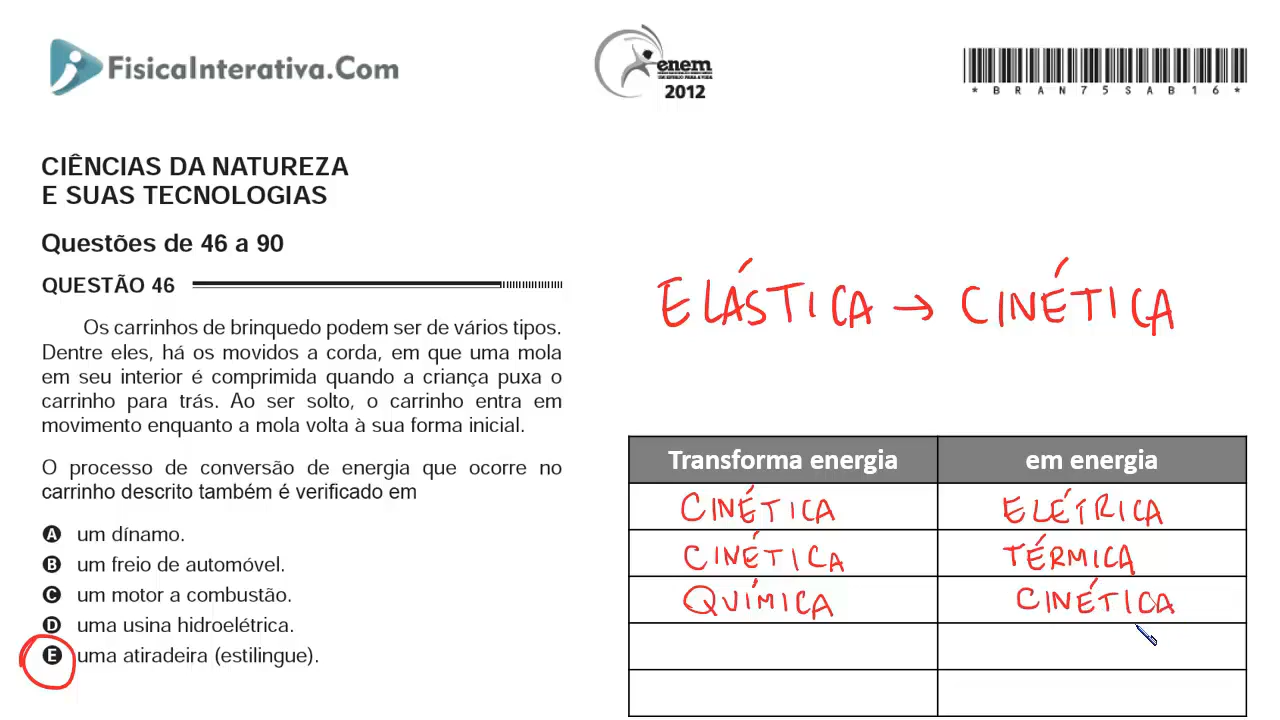 FisicaInterativa.Com
enem
2012
*BRAN75SAB16*
CIÊNCIAS DA NATUREZA
E SUAS TECNOLOGIAS
Questões de 46 a 90
QUESTÃO 46
Os carrinhos de brinquedo podem ser de vários tipos.
Dentre eles, há os movidos a corda, em que uma mola
em seu interior é comprimida quando a criança puxa o
carrinho para trás. Ao ser solto, o carrinho entra em
movimento enquanto a mola volta à sua forma inicial.
O processo de conversão de energia que ocorre no
carrinho descrito também é verificado em
A um dínamo.
B um freio de automóvel.
C um motor a combustão.
D uma usina hidroelétrica.
E uma atiradeira (estilingue).
ELÁSTICA → CINÉTICA
Transforma energia em energia
CINÉTICA ELÉTRICA
CINÉTICA TÉRMICA
QUÍMICA CINÉTICA